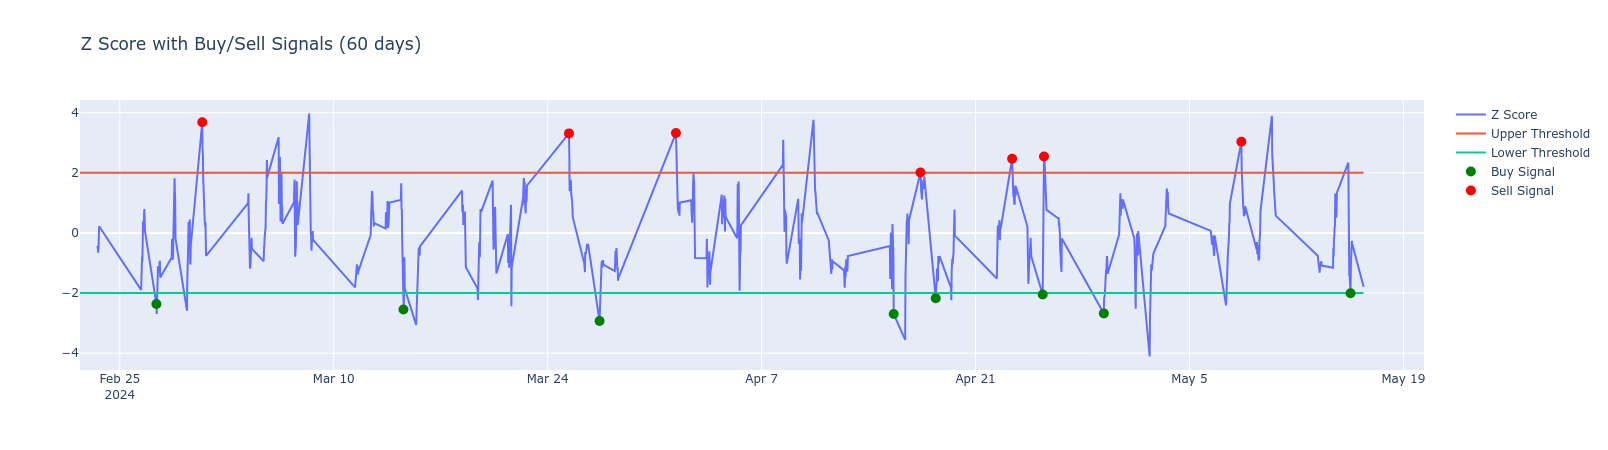 Z Score with Buy/Sell Signals (60 days)
4
2
0
−2
−4
Feb 25
2024
Mar 10
Mar 24
Apr 7
Apr 21
May 5
May 19
Z Score
Upper Threshold
Lower Threshold
Buy Signal
Sell Signal